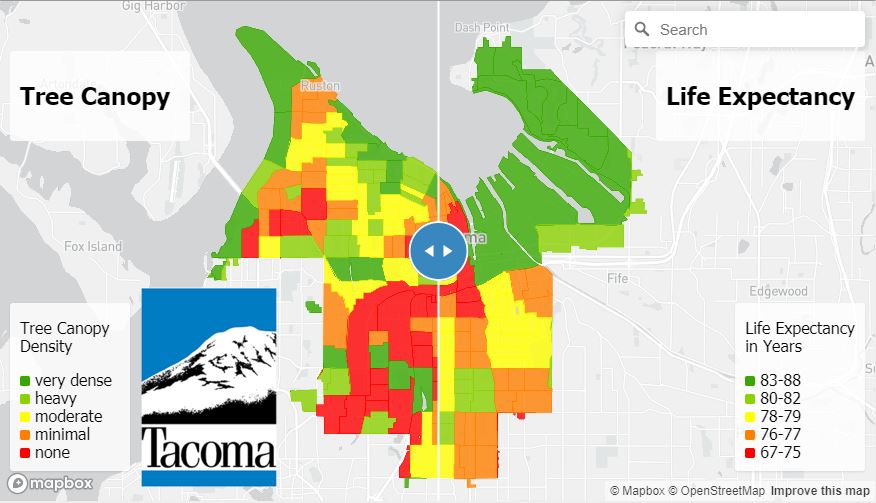 Gig Harbor
Dash Point
Search
Ruston
Tree Canopy
Life Expectancy
Fox Island
Fife
Edgewood
Tree Canopy
Density
very dense
heavy
moderate
minimal
none
Tacoma
Life Expectancy
in Years
83-88
80-82
78-79
76-77
67-75
mapbox
© Mapbox © OpenStreetMap Improve this map